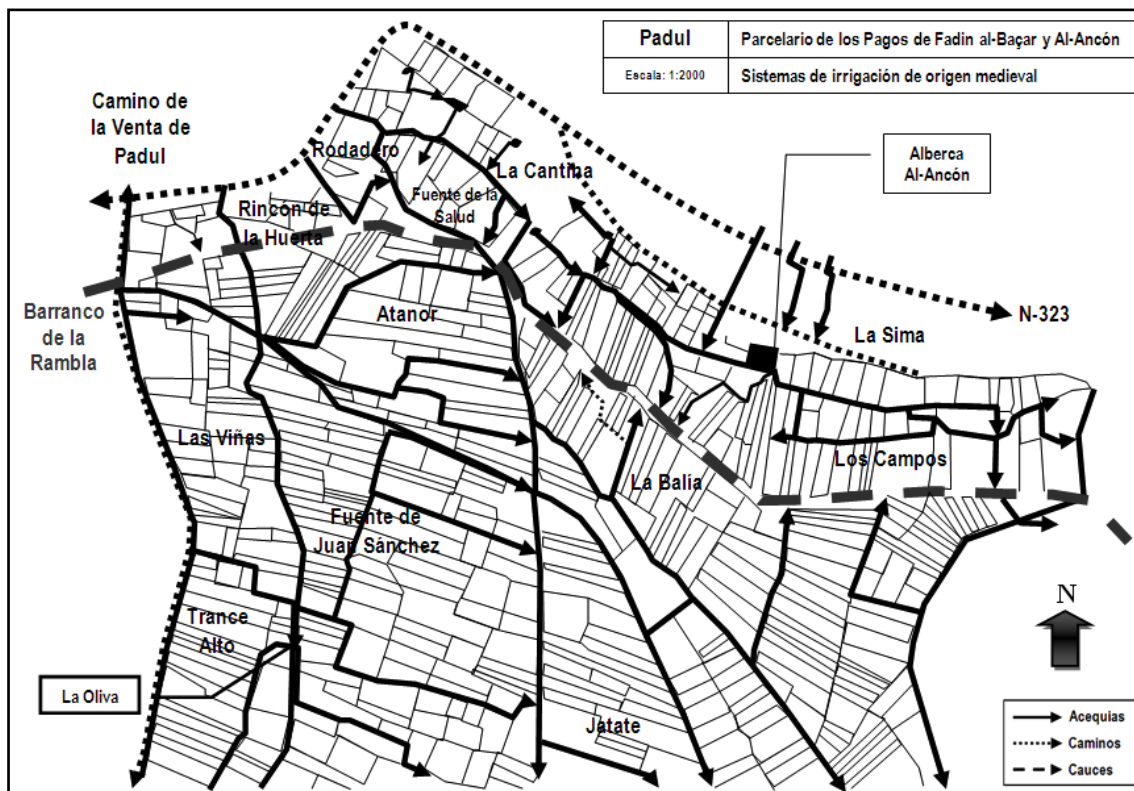 Padul
Parcelario de los Pagos de Fadin al-Baçar y Al-Ancón
Escala: 1:2000
Sistemas de irrigación de origen medieval
Camino de
la Venta de
Padul
Rodadero
La Cantina
Alberca
Al-Ancón
Fuente de la
Salud
Rincón de
la Huerta
Barranco
de la
Rambla
Atanor
N-323
La Sima
Las Viñas
Los Campos
La Balía
Fuente de
Juan Sánchez
Trance
Alto
N
La Oliva
Játate
Acequias
Caminos
Cauces